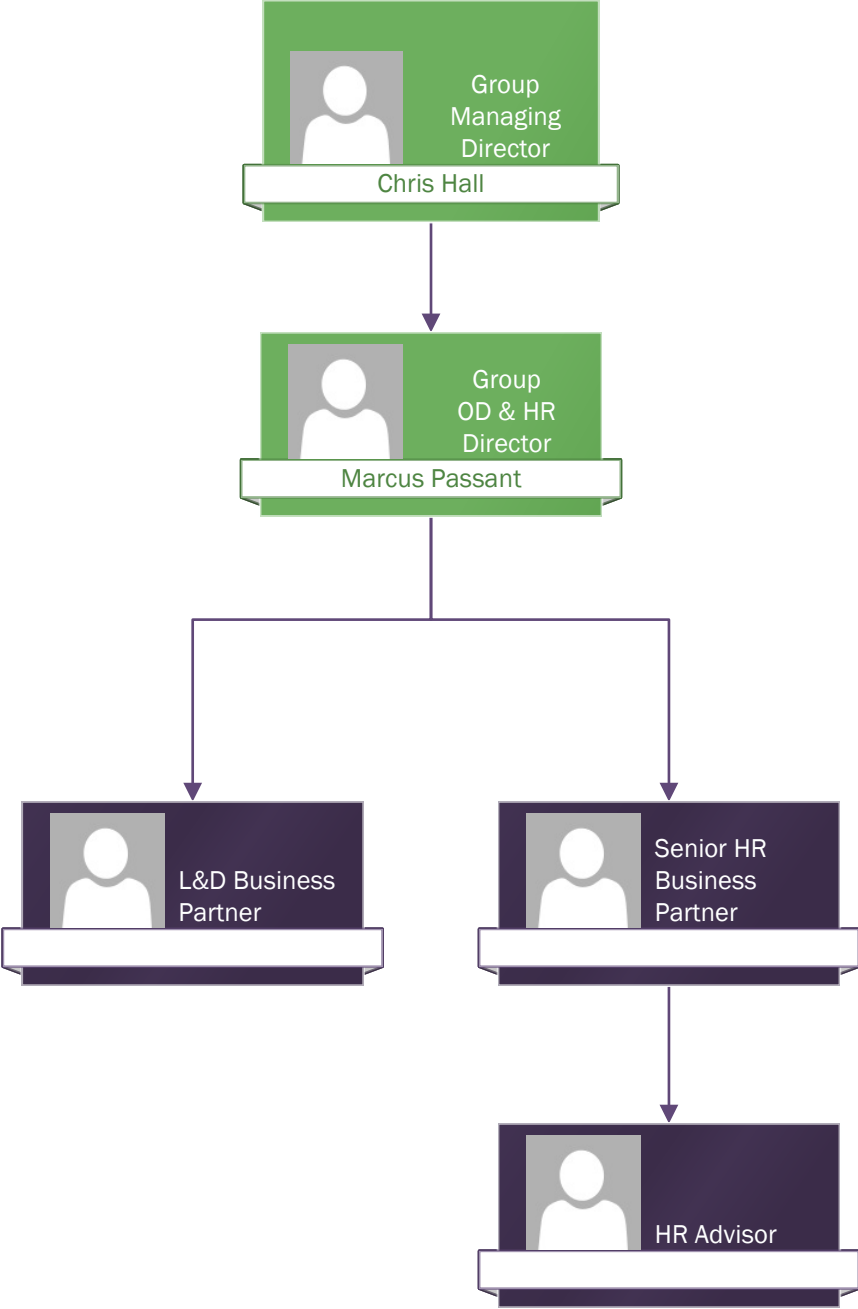 Group
Managing
Director
Chris Hall
Group
OD & HR
Director
Marcus Passant
L&D Business
Partner
Senior HR
Business
Partner
HR Advisor